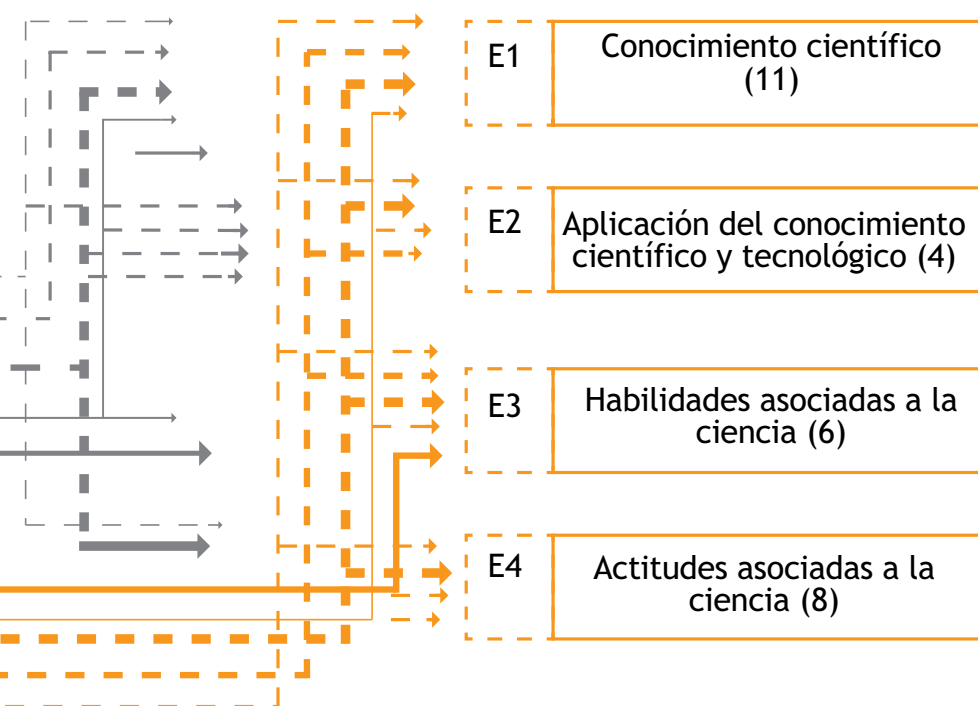 E1
Conocimiento científico
(11)
E2
Aplicación del conocimiento
científico y tecnológico (4)
E3
Habilidades asociadas a la
ciencia (6)
E4
Actitudes asociadas a la
ciencia (8)